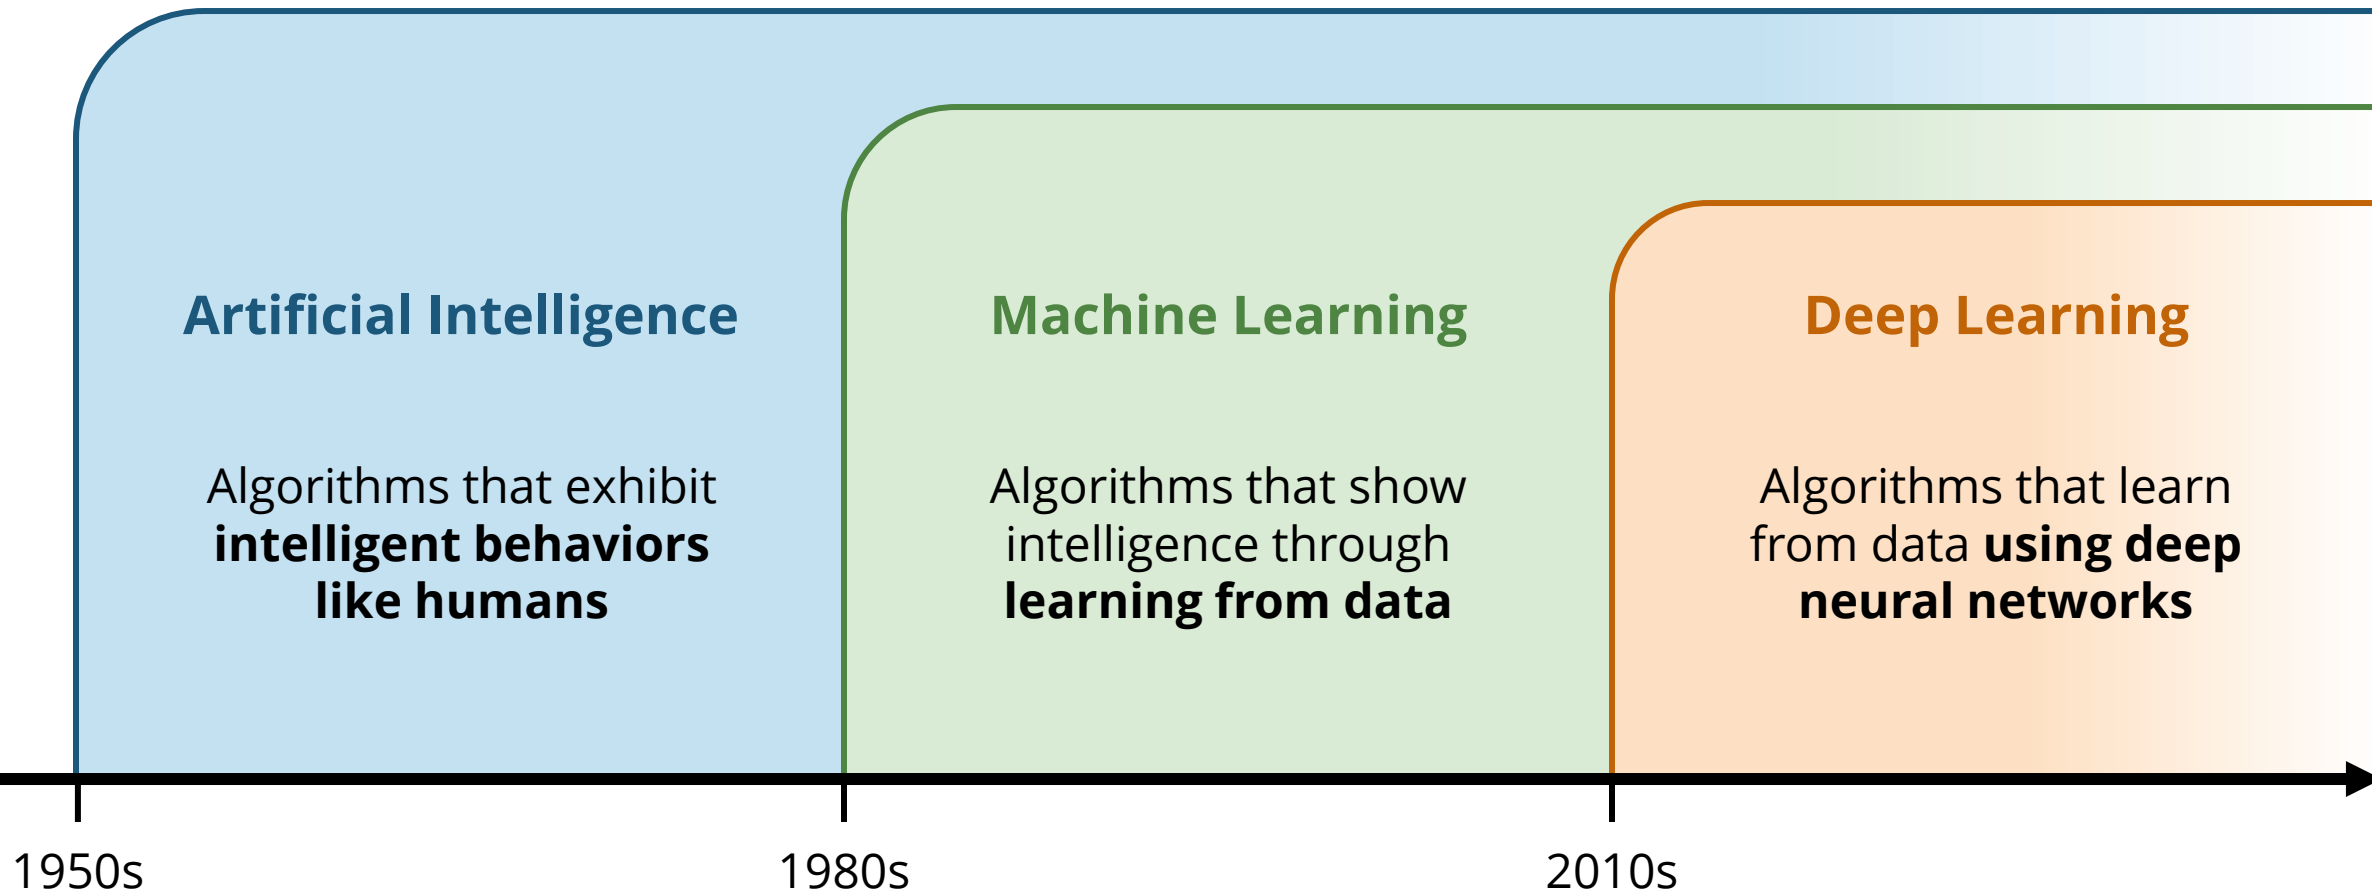 Artificial Intelligence
Algorithms that exhibit
intelligent behaviors
like humans
Machine Learning
Algorithms that show
intelligence through
learning from data
Deep Learning
Algorithms that learn
from data using deep
neural networks
1950s
1980s
2010s